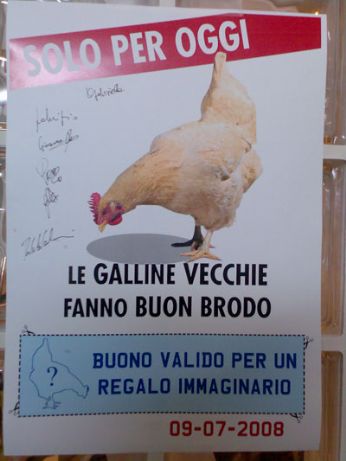 SOLO PER OGGI
LE GALLINE VECCHIE
FANNO BUON BRODO
?
BUONO VALIDO PER UN
REGALO IMMAGINARIO
09-07-2008